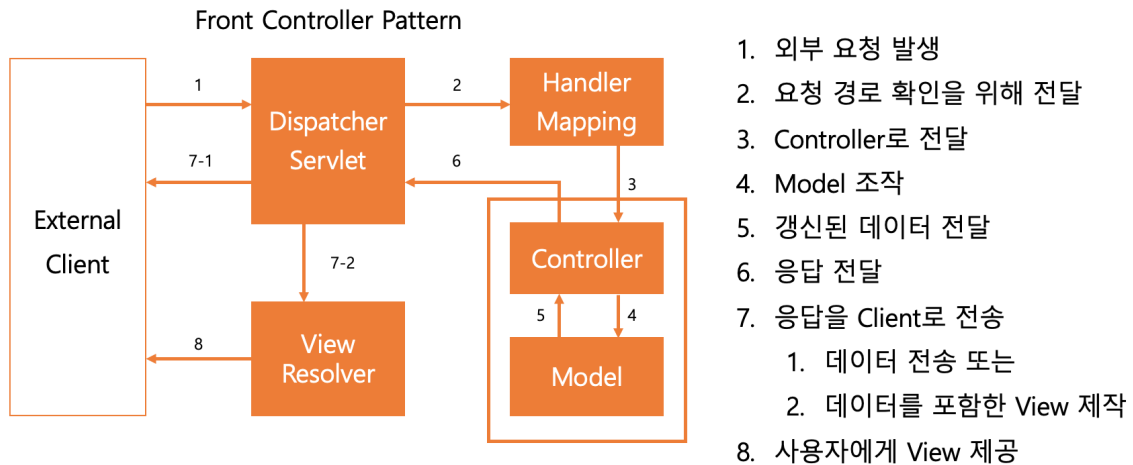 Front Controller Pattern
External
Client
1
7-1
8
Dispatcher
Servlet
7-2
View
Resolver
2
6
Handler
Mapping
3
Controller
5
4
Model
1. 외부 요청 발생
2. 요청 경로 확인을 위해 전달
3. Controller로 전달
4. Model 조작
5. 갱신된 데이터 전달
6. 응답 전달
7. 응답을 Client로 전송
1. 데이터 전송 또는
2. 데이터를 포함한 View 제작
8. 사용자에게 View 제공